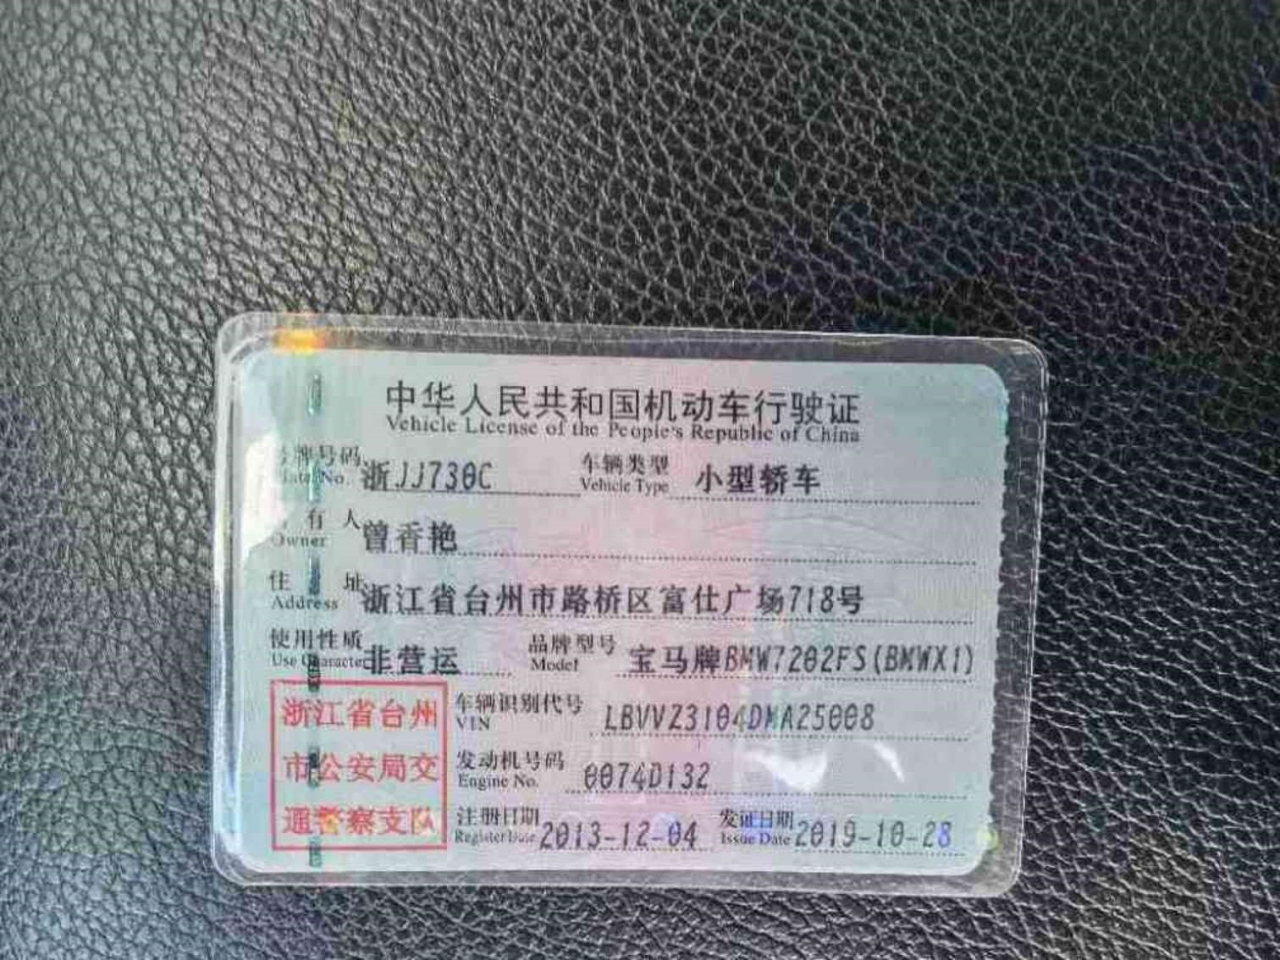 中华人民共和国机动车行驶证
Vehicle License of the People's Republic of China
牌号码 浙JJ730C 车辆类型 小型轿车
No. Vehicle Type
有人 曾香艳
Owner
住址 浙江省台州市路桥区富仕广场718号
Address
使用性质 非营运 品牌型号 宝马牌BMW7202FS(BMWX1)
Use Character Model
浙江省台州
市公安局交
通警察支队
车辆识别代号 LBVVZ3104DMA25008
VIN
发动机号码 0074D132
Engine No.
注册日期 2013-12-04 发证日期 2019-10-28
Register Date Issue Date